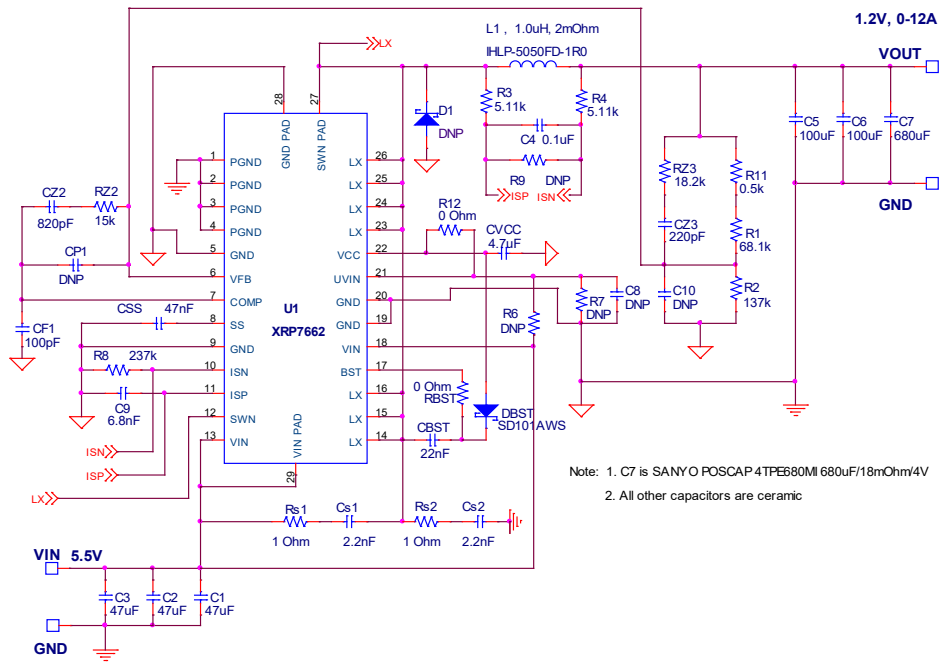 1.2V, 0-12A
L1 , 1.0uH, 2mOhm
LX
IHLP-5050FD-1R0
VOUT
R3
5.11k
R4
5.11k
28
27
D1
DNP
C4 0.1uF
C5
100uF
C6
100uF
C7
680uF
GND PAD
SWN PAD
1 PGND
LX 26
2 PGND
LX 25
3 PGND
LX 24
4 PGND
LX 23
5 GND
VCC 22
6 VFB
UVIN 21
7 COMP
GND 20
8 SS
GND 19
9 GND
VIN 18
10 ISN
BST 17
11 ISP
LX 16
12 SWN
LX 15
13 VIN
LX 14
U1
XRP7662
VIN PAD
29
R9
DNP
ISP
ISN
RZ3
18.2k
R11
0.5k
GND
CZ2
820pF
RZ2
15k
R12
0 Ohm
CVCC
4.7uF
CZ3
220pF
R1
68.1k
CP1
DNP
CSS
47nF
CF1
100pF
R6
DNP
R7
DNP
C8
DNP
C10
DNP
R2
137k
R8
237k
C9
6.8nF
0 Ohm
RBST
DBST
SD101AWS
CBST
22nF
ISN
ISP
LX
Note: 1. C7 is SANYO POSCAP 4TPE680MI 680uF/18mOhm/4V
2. All other capacitors are ceramic
Rs1
1 Ohm
Cs1
2.2nF
Rs2
1 Ohm
Cs2
2.2nF
VIN 5.5V
C3
47uF
C2
47uF
C1
47uF
GND